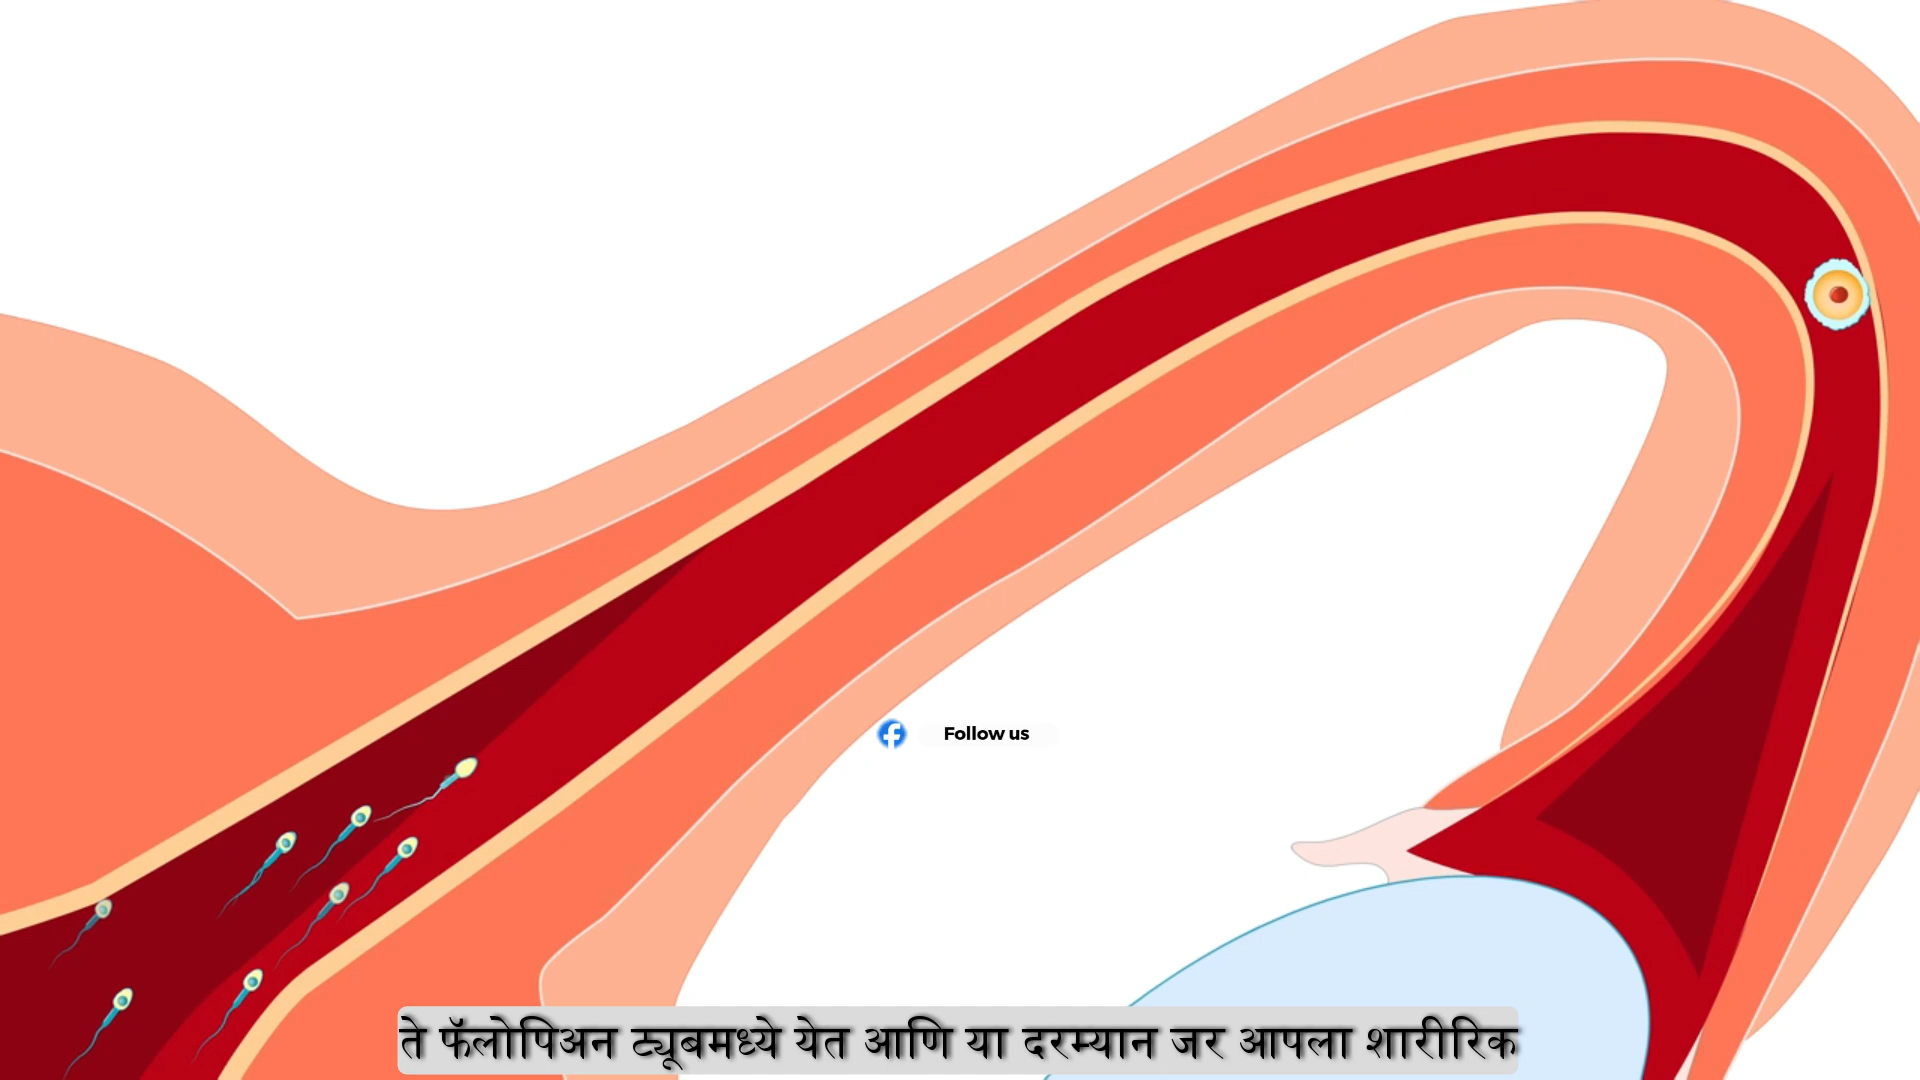 Follow us
ते फॅलोपिअन ट्यूबमध्ये येत आणि या दरम्यान जर आपला शारीरिक